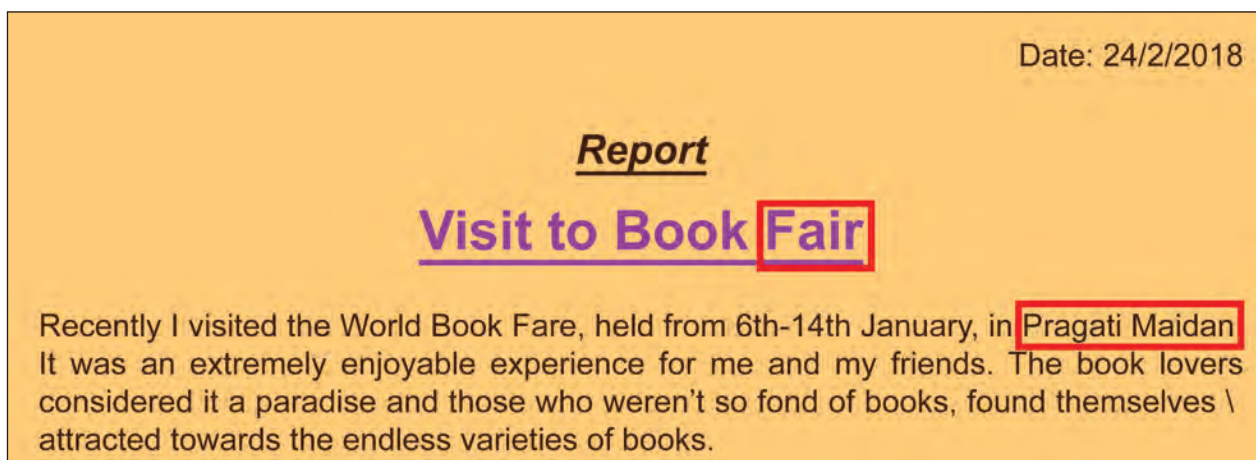 Date: 24/2/2018
Report
Visit to Book Fair
Recently I visited the World Book Fare, held from 6th-14th January, in Pragati Maidan
It was an extremely enjoyable experience for me and my friends. The book lovers
considered it a paradise and those who weren't so fond of books, found themselves \
attracted towards the endless varieties of books.